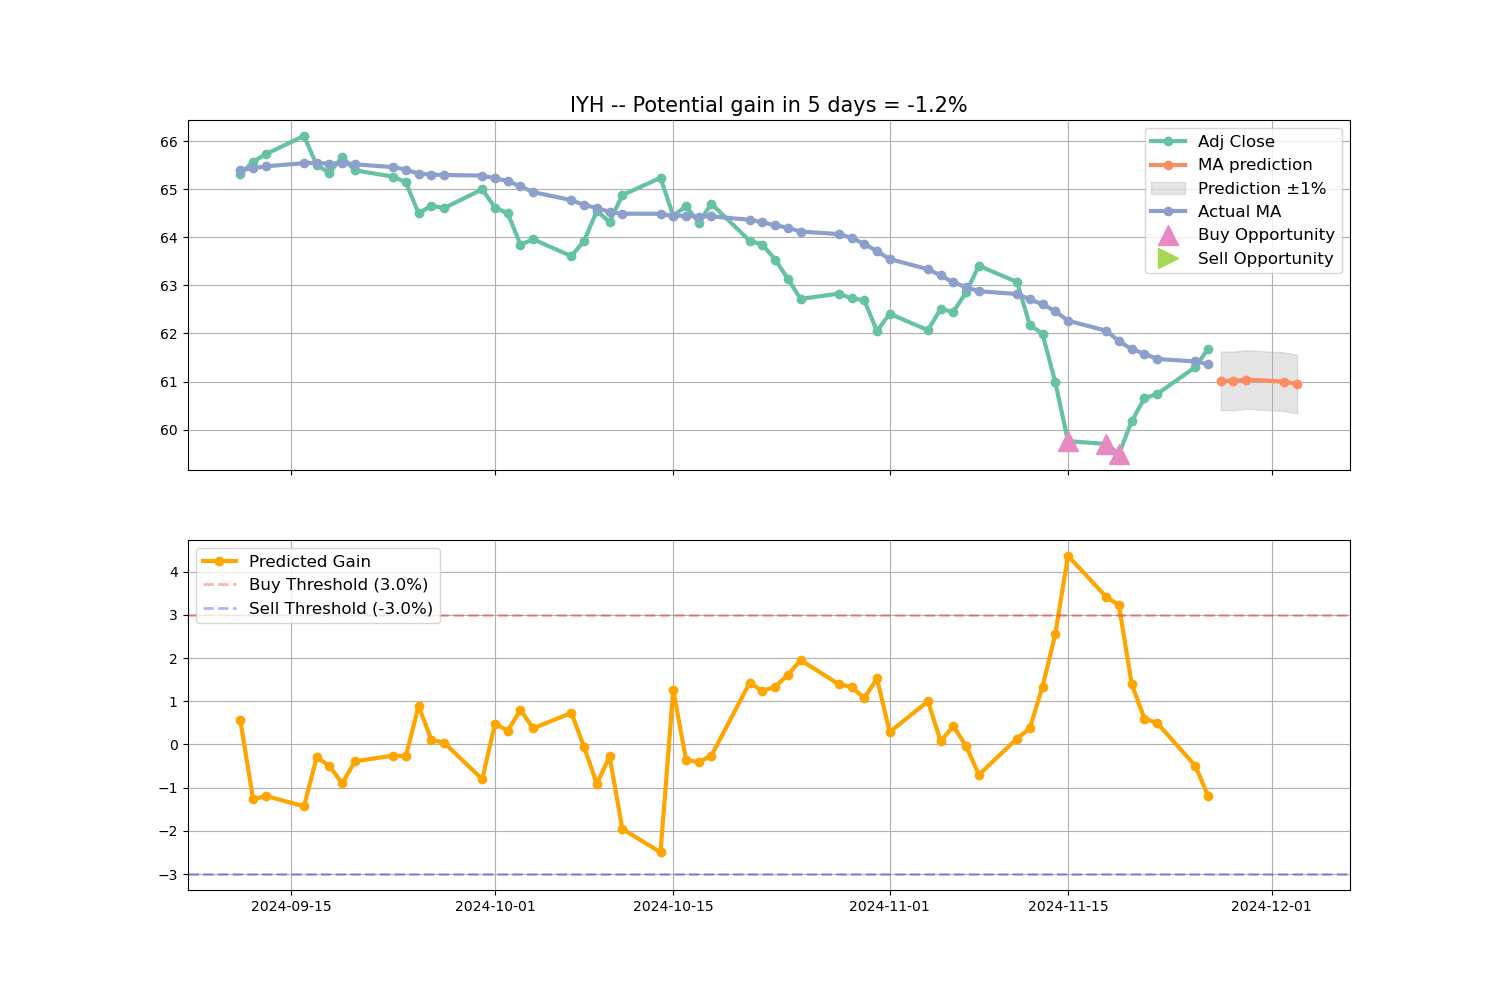 IYH -- Potential gain in 5 days = -1.2%
66
65
64
63
62
61
60
Adj Close
MA prediction
Prediction ±1%
Actual MA
Buy Opportunity
Sell Opportunity
4
3
2
1
0
−1
−2
−3
Predicted Gain
Buy Threshold (3.0%)
Sell Threshold (-3.0%)
2024-09-15
2024-10-01
2024-10-15
2024-11-01
2024-11-15
2024-12-01